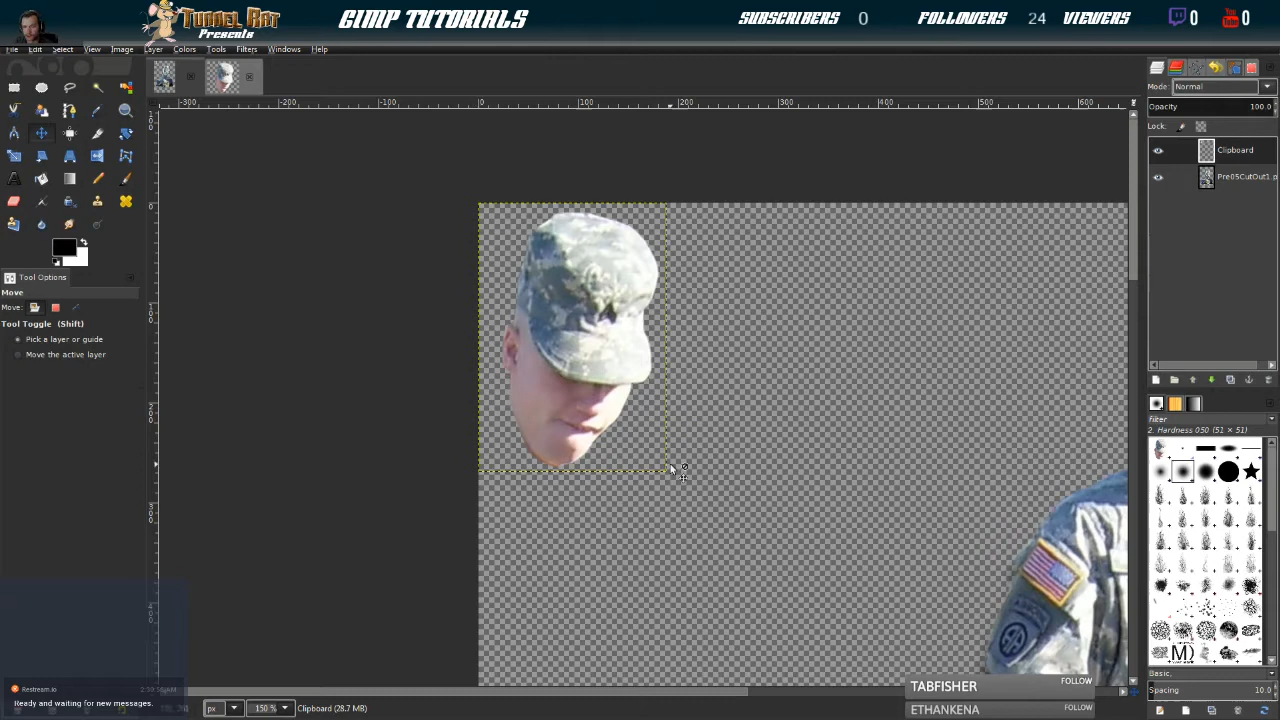 TUNNEL RAT
Presents
GIMP TUTORIALS
SUBSCRIBERS 0 FOLLOWERS 24 VIEWERS 0 0
File Edit Select View Image Layer Colors Tools Filters Windows Help
-300 -200 -100 0 100 200 300 400 500 600
Mode: Normal
Opacity 100.0
Lock:
Clipboard
Pre05CutOut1.p
Tool Options
Move
Move:
Tool Toggle (Shift)
Pick a layer or guide
Move the active layer
filter
2. Hardness 050 (51 × 51)
Basic,
Spacing 10.0
Restream.io
Ready and waiting for new messages.
px 150 % Clipboard (28.7 MB)
TABFISHER FOLLOW
ETHANKENA FOLLOW